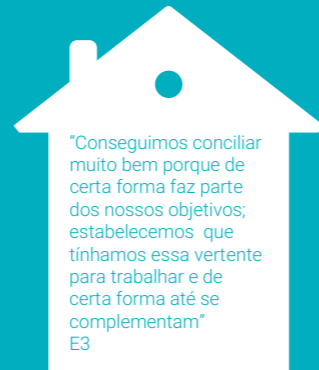 “Conseguimos conciliar
muito bem porque de
certa forma faz parte
dos nossos objetivos;
estabelecemos  que
tínhamos essa vertente
para trabalhar e de
certa forma até se
complementam”
E3